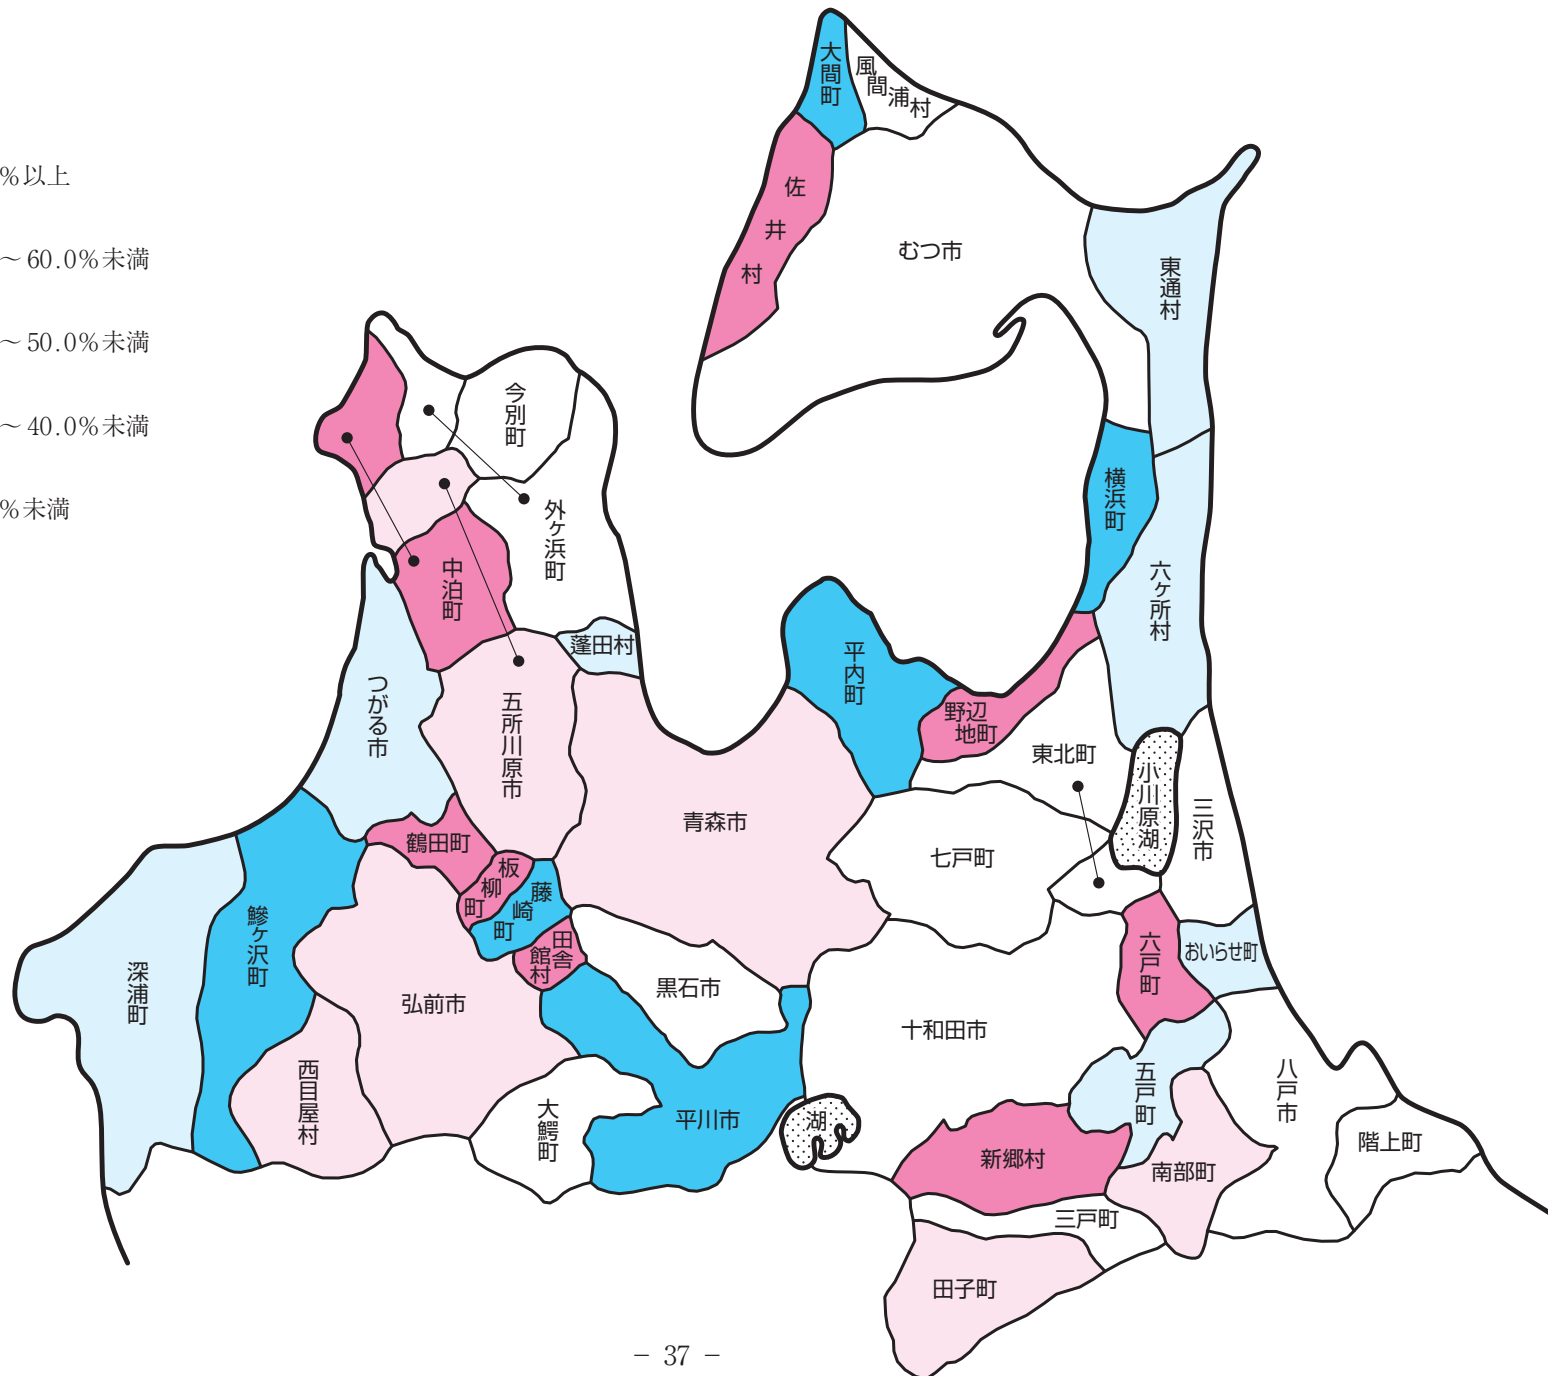 %以上
～60.0%未満
～50.0%未満
～40.0%未満
%未満
大間町
風間浦村
佐井村
むつ市
東通村
今別町
外ヶ浜町
中泊町
横浜町
六ヶ所村
蓬田村
平内町
野辺地町
つがる市
五所川原市
東北町
小川原湖
三沢市
青森市
七戸町
鶴田町
板柳町
藤崎町
田舎館村
六戸町
おいらせ町
鰺ヶ沢町
深浦町
弘前市
黒石市
十和田市
西目屋村
大鰐町
平川市
湖
五戸町
八戸市
階上町
新郷村
南部町
三戸町
田子町
− 37 −